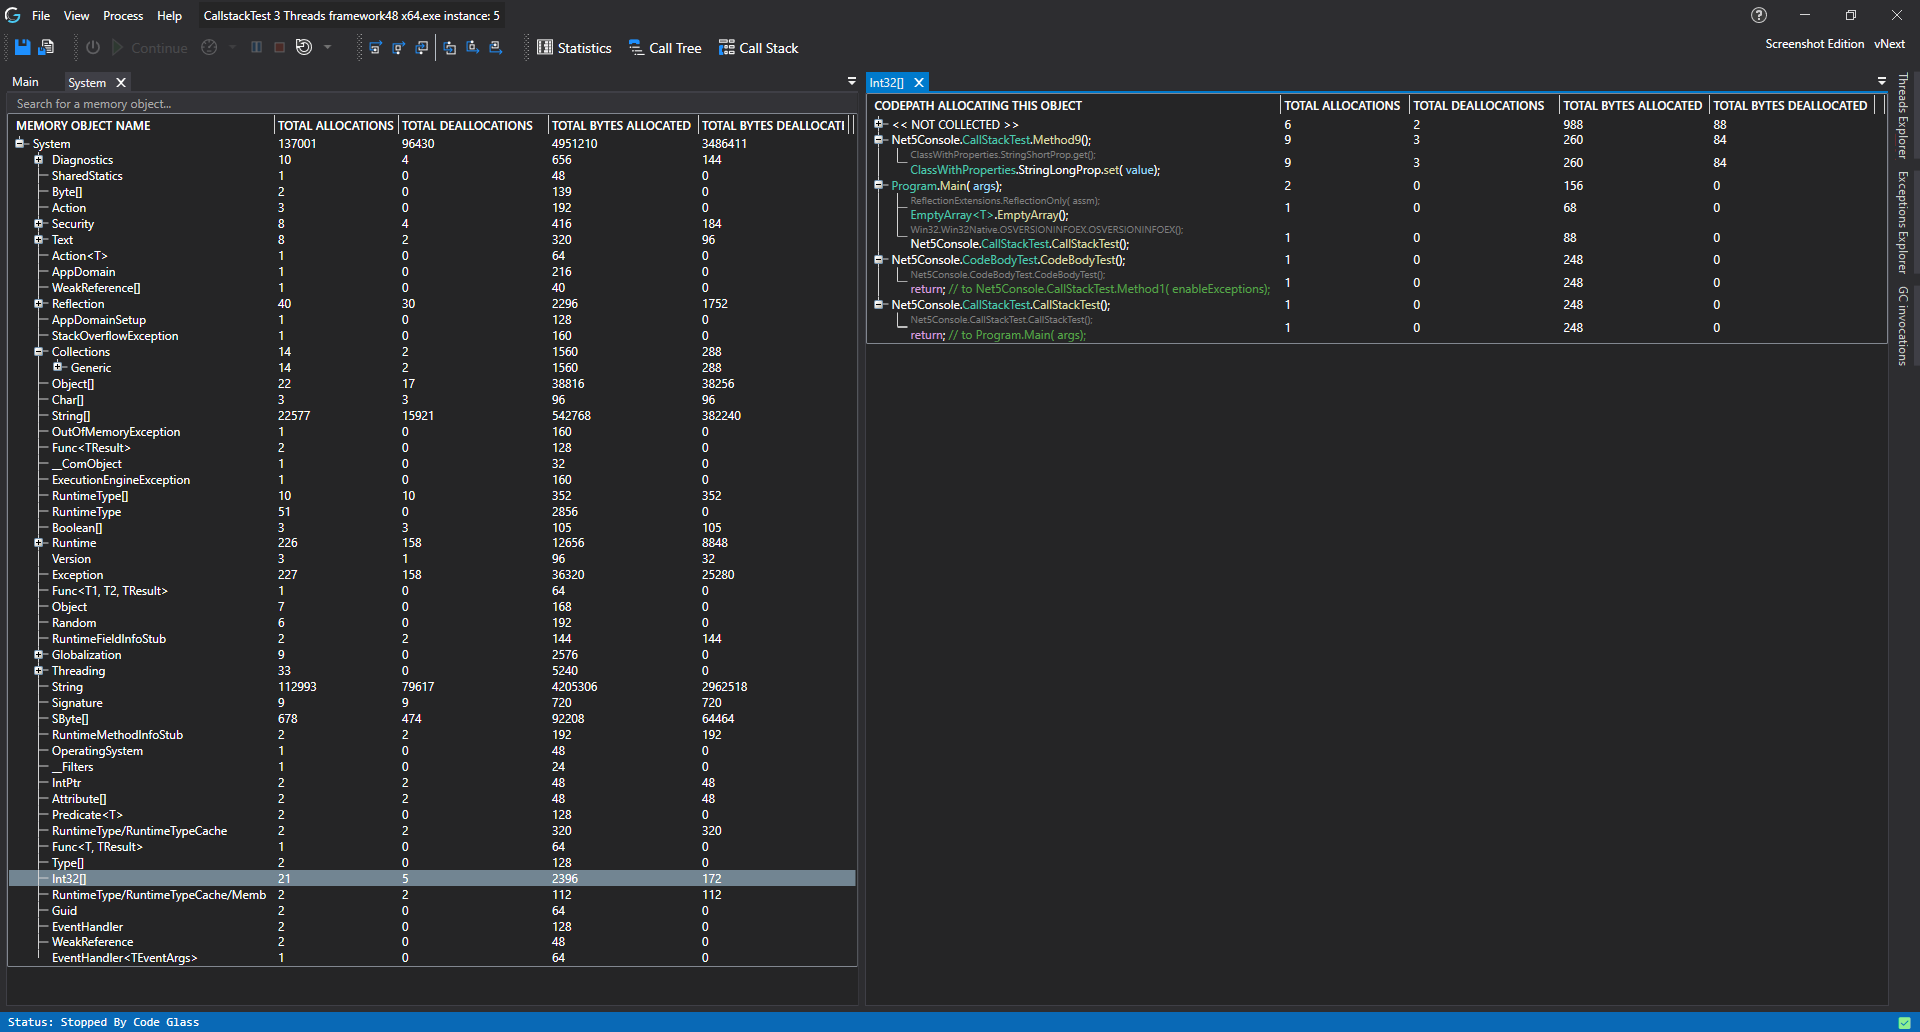 File View Process Help CallstackTest 3 Threads framework48 x64.exe instance: 5
Continue Statistics Call Tree Call Stack Screenshot Edition vNext
Main System
Search for a memory object...
MEMORY OBJECT NAME TOTAL ALLOCATIONS TOTAL DEALLOCATIONS TOTAL BYTES ALLOCATED TOTAL BYTES DEALLOCATI
System 137001 96430 4951210 3486411
Diagnostics 10 4 656 144
SharedStatics 1 0 48 0
Byte[] 2 0 139 0
Action 3 0 192 0
Security 8 4 416 184
Text 8 2 320 96
Action<T> 1 0 64 0
AppDomain 1 0 216 0
WeakReference[] 1 0 40 0
Reflection 40 30 2296 1752
AppDomainSetup 1 0 128 0
StackOverflowException 1 0 160 0
Collections 14 2 1560 288
Generic 14 2 1560 288
Object[] 22 17 38816 38256
Char[] 3 3 96 96
String[] 22577 15921 542768 382240
OutOfMemoryException 1 0 160 0
Func<TResult> 2 0 128 0
__ComObject 1 0 32 0
ExecutionEngineException 1 0 160 0
RuntimeType[] 10 10 352 352
RuntimeType 51 0 2856 0
Boolean[] 3 3 105 105
Runtime 226 158 12656 8848
Version 3 1 96 32
Exception 227 158 36320 25280
Func<T1, T2, TResult> 1 0 64 0
Object 7 0 168 0
Random 6 0 192 0
RuntimeFieldInfoStub 2 2 144 144
Globalization 9 0 2576 0
Threading 33 0 5240 0
String 112993 79617 4205306 2962518
Signature 9 9 720 720
SByte[] 678 474 92208 64464
RuntimeMethodInfoStub 2 2 192 192
OperatingSystem 1 0 48 0
__Filters 1 0 24 0
IntPtr 2 2 48 48
Attribute[] 2 2 48 48
Predicate<T> 2 0 128 0
RuntimeType/RuntimeTypeCache 2 2 320 320
Func<T, TResult> 1 0 64 0
Type[] 2 0 128 0
Int32[] 21 5 2396 172
RuntimeType/RuntimeTypeCache/Memb 2 2 112 112
Guid 2 0 64 0
EventHandler 2 0 128 0
WeakReference 2 0 48 0
EventHandler<TEventArgs> 1 0 64 0
Int32[]
CODEPATH ALLOCATING THIS OBJECT TOTAL ALLOCATIONS TOTAL DEALLOCATIONS TOTAL BYTES ALLOCATED TOTAL BYTES DEALLOCATED
<< NOT COLLECTED >> 6 2 988 88
Net5Console.CallStackTest.Method9(); 9 3 260 84
ClassWithProperties.StringShortProp.get();
ClassWithProperties.StringLongProp.set( value); 9 3 260 84
Program.Main( args); 2 0 156 0
ReflectionExtensions.ReflectionOnly( assm);
EmptyArray<T>.EmptyArray(); 1 0 68 0
Win32.Win32Native.OSVERSIONINFOEX.OSVERSIONINFOEX();
Net5Console.CallStackTest.CallStackTest(); 1 0 88 0
Net5Console.CodeBodyTest.CodeBodyTest(); 1 0 248 0
Net5Console.CodeBodyTest.CodeBodyTest();
return; // to Net5Console.CallStackTest.Method1( enableExceptions); 1 0 248 0
Net5Console.CallStackTest.CallStackTest(); 1 0 248 0
Net5Console.CallStackTest.CallStackTest();
return; // to Program.Main( args); 1 0 248 0
Threads Explorer
Exceptions Explorer
GC invocations
Status: Stopped By Code Glass